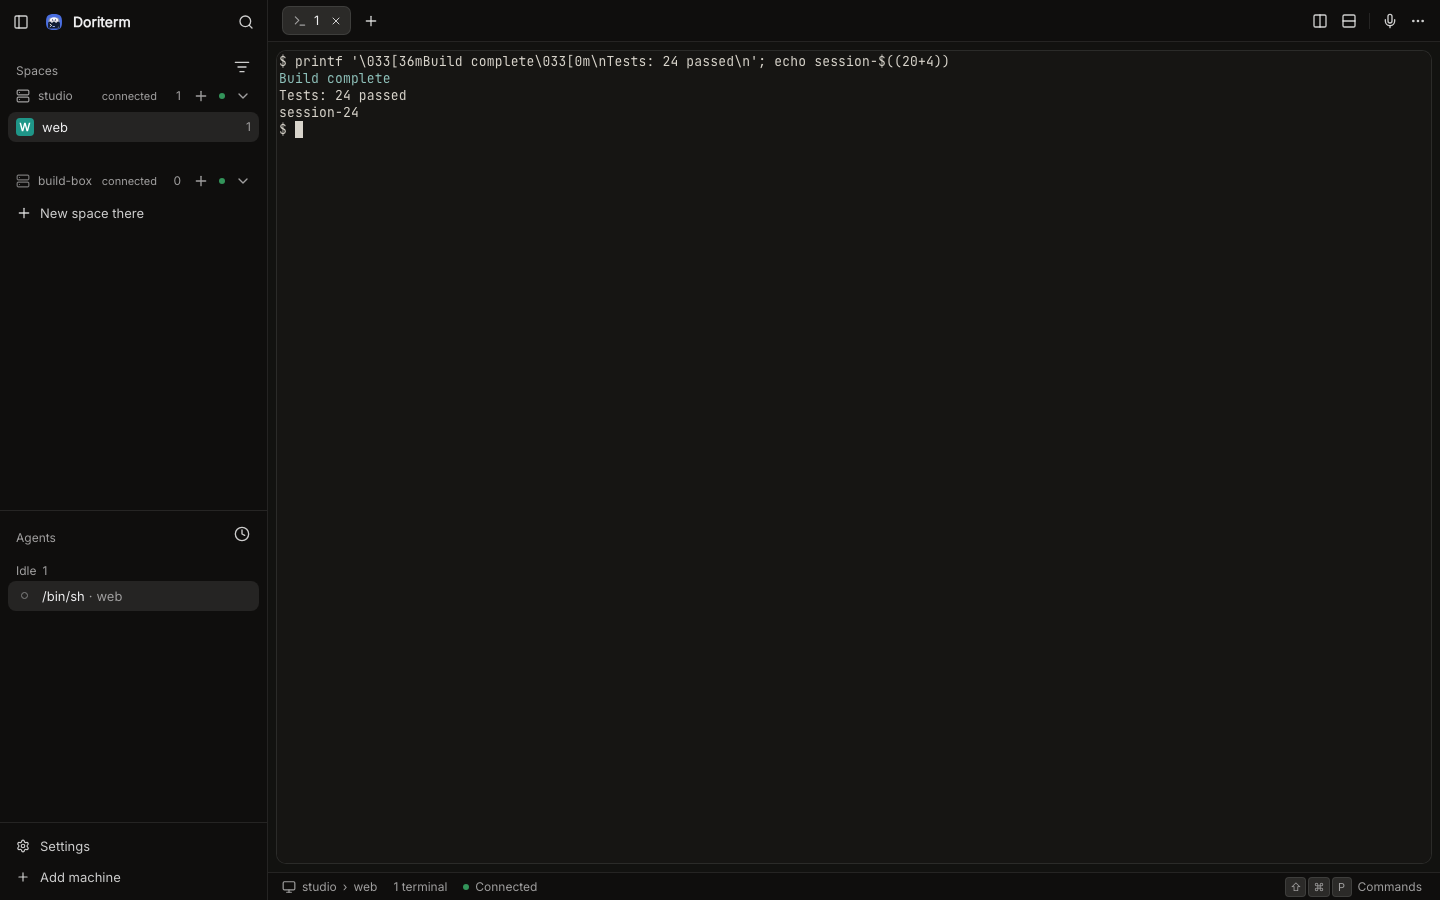 Doriterm
1
Spaces
studio connected 1
W web 1
build-box connected 0
New space there
$ printf '\033[36mBuild complete\033[0m\nTests: 24 passed\n'; echo session-$((20+4))
Build complete
Tests: 24 passed
session-24
$
Agents
Idle 1
/bin/sh · web
Settings
Add machine
studio › web 1 terminal Connected
⇧ ⌘ P Commands